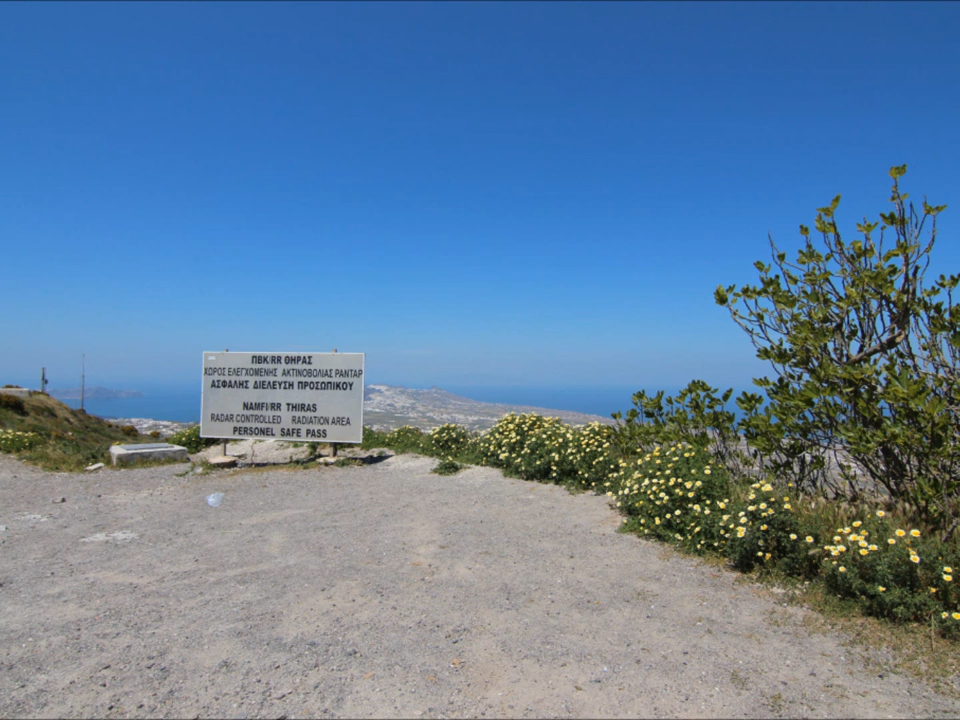 ΠΒΚ/RR ΘΗΡΑΣ
ΧΩΡΟΣ ΕΛΕΓΧΟΜΕΝΗΣ ΑΚΤΙΝΟΒΟΛΙΑΣ ΡΑΝΤΑΡ
ΑΣΦΑΛΗΣ ΔΙΕΛΕΥΣΗ ΠΡΟΣΩΠΙΚΟΥ
NAMFI/RR THIRAS
RADAR CONTROLLED RADIATION AREA
PERSONEL SAFE PASS